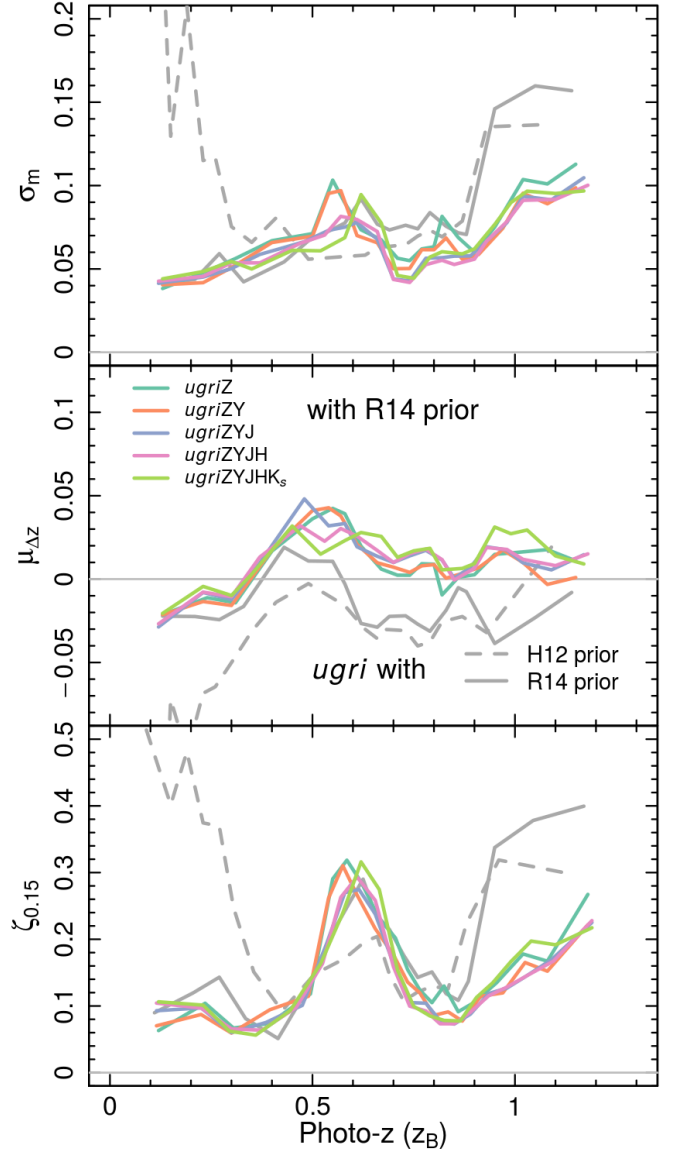 0.2
0.15
0.1
0.05
0
σm
ugriZ
ugriZY
ugriZYJ
ugriZYJH
ugriZYJHKs
with R14 prior
0.1
0.05
0
−0.05
μΔz
ugri with
H12 prior
R14 prior
0.5
0.4
0.3
0.2
0.1
0
ζ0.15
0 0.5 1
Photo-z (zB)